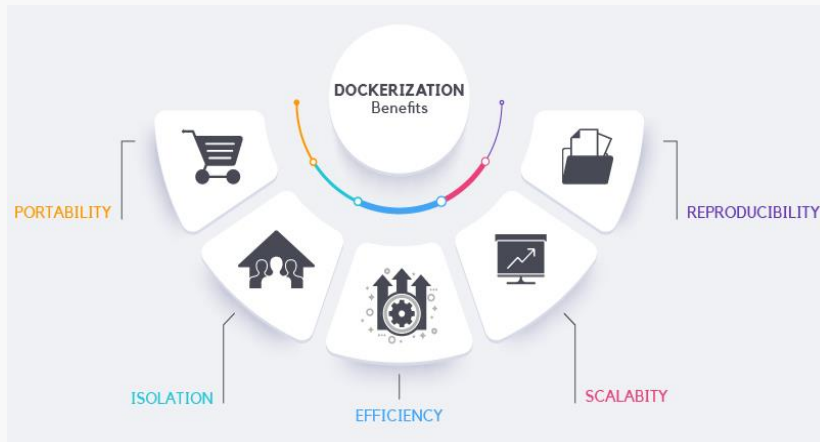 DOCKERIZATION
Benefits
PORTABILITY
ISOLATION
EFFICIENCY
SCALABITY
REPRODUCIBILITY